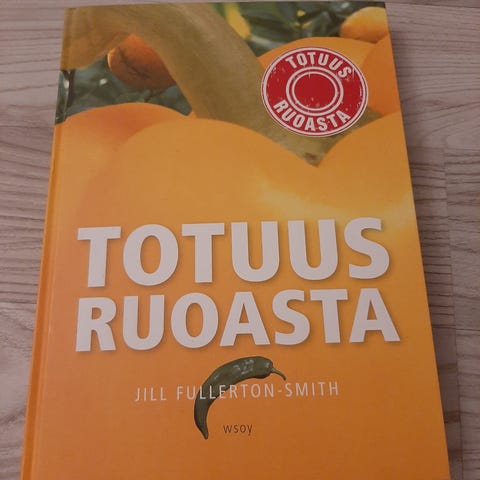 TOTUUS
RUOASTA
TOTUUS
RUOASTA
JILL FULLERTON-SMITH
wsoy